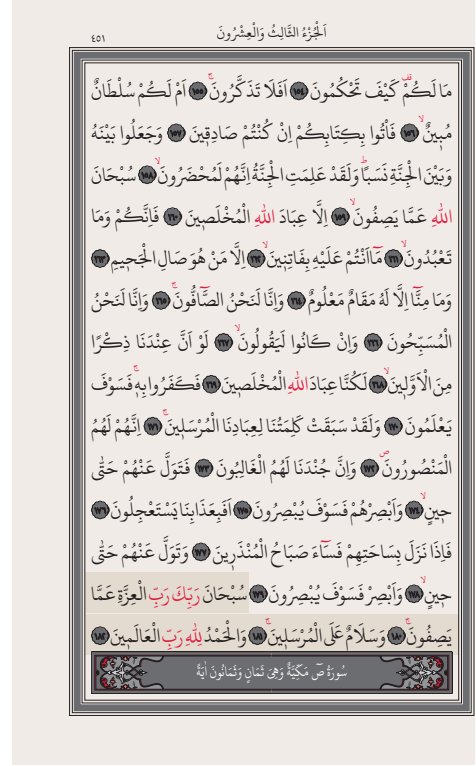 اَلْجُزْءُ الثَّالِثُ وَالْعِشْرُونَ
٤٥١
مَا لَكُمْ۠ كَيْفَ تَحْكُمُونَ ﴿١٥٤﴾ اَفَلَا تَذَكَّرُونَۚ ﴿١٥٥﴾ اَمْ لَكُمْ سُلْطَانٌ
مُبٖينٌۙ ﴿١٥٦﴾ فَأْتُوا بِكِتَابِكُمْ اِنْ كُنْتُمْ صَادِقٖينَ ﴿١٥٧﴾ وَجَعَلُوا بَيْنَهُ
وَبَيْنَ الْجِنَّةِ نَسَبًاۜ وَلَقَدْ عَلِمَتِ الْجِنَّةُ اِنَّهُمْ لَمُحْضَرُونَۙ ﴿١٥٨﴾ سُبْحَانَ
اللّٰهِ عَمَّا يَصِفُونَۙ ﴿١٥٩﴾ اِلَّا عِبَادَ اللّٰهِ الْمُخْلَصٖينَ ﴿١٦٠﴾ فَاِنَّكُمْ وَمَا
تَعْبُدُونَۙ ﴿١٦١﴾ مَٓا اَنْتُمْ عَلَيْهِ بِفَاتِنٖينَۙ ﴿١٦٢﴾ اِلَّا مَنْ هُوَ صَالِ الْجَحٖيمِ ﴿١٦٣﴾
وَمَا مِنَّٓا اِلَّا لَهُ مَقَامٌ مَعْلُومٌ ﴿١٦٤﴾ وَاِنَّا لَنَحْنُ الصَّٓافُّونَۚ ﴿١٦٥﴾ وَاِنَّا لَنَحْنُ
الْمُسَبِّحُونَ ﴿١٦٦﴾ وَاِنْ كَانُوا لَيَقُولُونَۙ ﴿١٦٧﴾ لَوْ اَنَّ عِنْدَنَا ذِكْرًا
مِنَ الْاَوَّلٖينَۙ ﴿١٦٨﴾ لَكُنَّا عِبَادَ اللّٰهِ الْمُخْلَصٖينَ ﴿١٦٩﴾ فَكَفَرُوا بِهٖۚ فَسَوْفَ
يَعْلَمُونَ ﴿١٧٠﴾ وَلَقَدْ سَبَقَتْ كَلِمَتُنَا لِعِبَادِنَا الْمُرْسَلٖينَۚ ﴿١٧١﴾ اِنَّهُمْ لَهُمُ
الْمَنْصُورُونَۖ ﴿١٧٢﴾ وَاِنَّ جُنْدَنَا لَهُمُ الْغَالِبُونَ ﴿١٧٣﴾ فَتَوَلَّ عَنْهُمْ حَتّٰى
حٖينٍۙ ﴿١٧٤﴾ وَاَبْصِرْهُمْ فَسَوْفَ يُبْصِرُونَ ﴿١٧٥﴾ اَفَبِعَذَابِنَا يَسْتَعْجِلُونَ ﴿١٧٦﴾
فَاِذَا نَزَلَ بِسَاحَتِهِمْ فَسَٓاءَ صَبَاحُ الْمُنْذَرٖينَ ﴿١٧٧﴾ وَتَوَلَّ عَنْهُمْ حَتّٰى
حٖينٍۙ ﴿١٧٨﴾ وَاَبْصِرْ فَسَوْفَ يُبْصِرُونَ ﴿١٧٩﴾ سُبْحَانَ رَبِّكَ رَبِّ الْعِزَّةِ عَمَّا
يَصِفُونَۚ ﴿١٨٠﴾ وَسَلَامٌ عَلَى الْمُرْسَلٖينَۚ ﴿١٨١﴾ وَالْحَمْدُ لِلّٰهِ رَبِّ الْعَالَمٖينَ ﴿١٨٢﴾
سُورَةُ صٓ مَكِّيَّةٌ وَهِيَ ثَمَانٍ وَثَمَانُونَ اٰيَةً